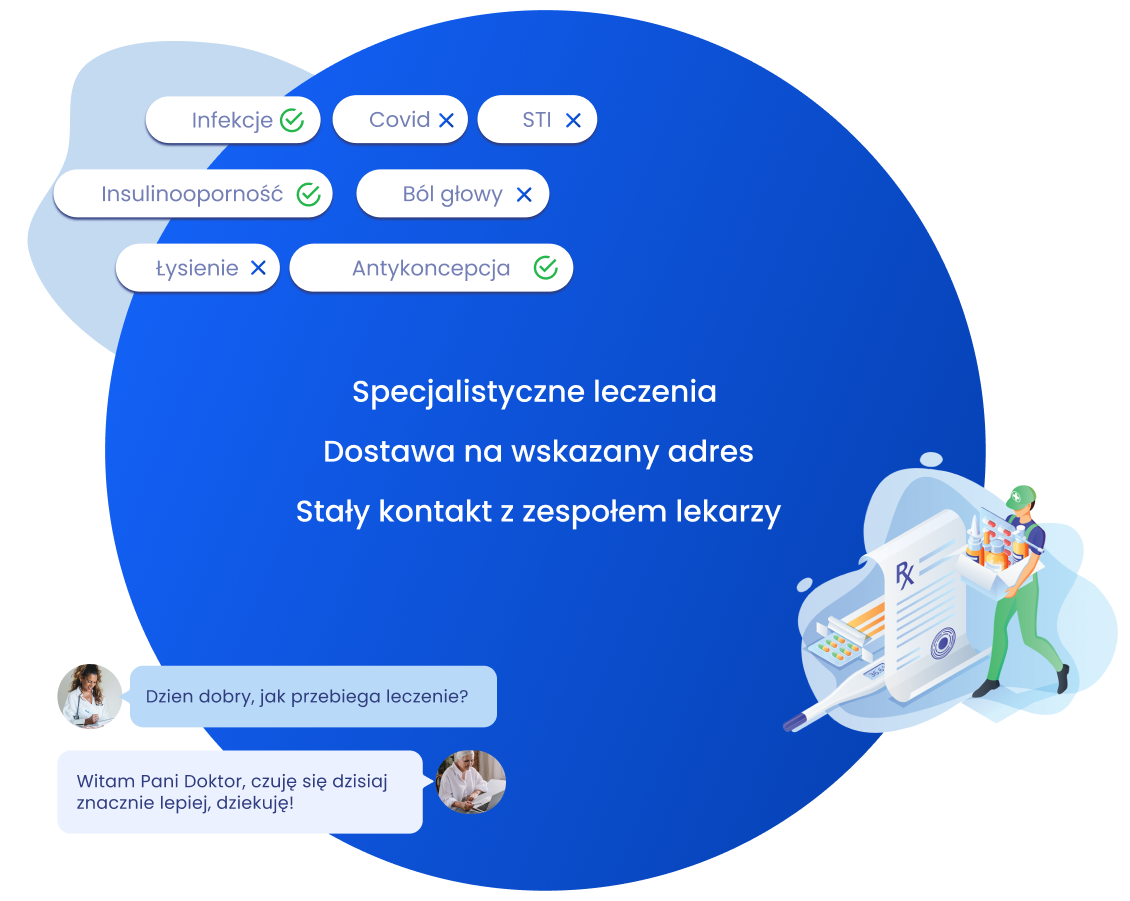 Infekcje
Covid
STI
Insulinooporność
Ból głowy
Łysienie
Antykoncepcja
Specjalistyczne leczenia
Dostawa na wskazany adres
Stały kontakt z zespołem lekarzy
Rx
Dzien dobry, jak przebiega leczenie?
Witam Pani Doktor, czuję się dzisiaj
znacznie lepiej, dziekuję!